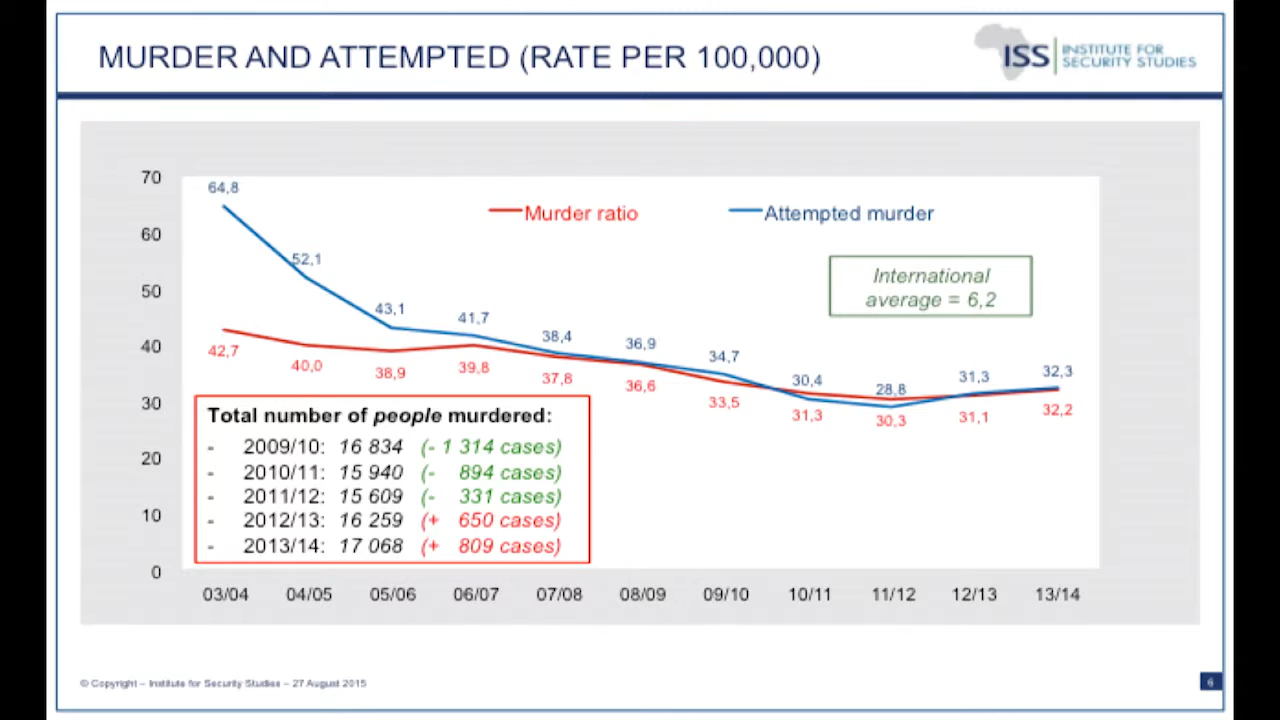 MURDER AND ATTEMPTED (RATE PER 100,000)
ISS
INSTITUTE FOR
SECURITY STUDIES
70
60
50
40
30
20
10
0
Murder ratio
Attempted murder
International
average = 6,2
64,8
52,1
43,1
41,7
38,4
36,9
34,7
30,4
28,8
31,3
32,3
42,7
40,0
38,9
39,8
37,8
36,6
33,5
31,3
30,3
31,1
32,2
Total number of people murdered:
- 2009/10: 16 834 (- 1 314 cases)
- 2010/11: 15 940 (- 894 cases)
- 2011/12: 15 609 (- 331 cases)
- 2012/13: 16 259 (+ 650 cases)
- 2013/14: 17 068 (+ 809 cases)
03/04 04/05 05/06 06/07 07/08 08/09 09/10 10/11 11/12 12/13 13/14
© Copyright – Institute for Security Studies – 27 August 2015
6